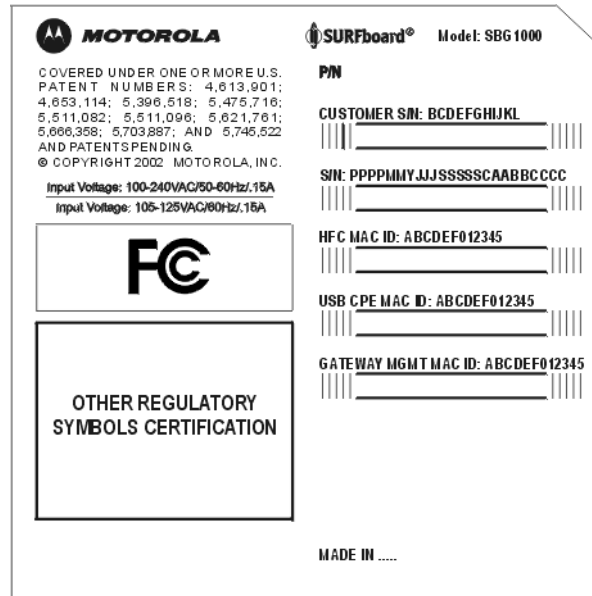 MOTOROLA
COVERED UNDER ONE OR MORE U.S.
PATENT NUMBERS: 4,613,901;
4,653,114; 5,396,518; 5,475,716;
5,511,082; 5,511,096; 5,621,761;
5,666,358; 5,703,887; AND 5,745,522
AND PATENTS PENDING.
© COPYRIGHT 2002 MOTOROLA, INC.
Input Voltage: 100-240VAC/50-60Hz/.15A
Input Voltage: 105-125VAC/60Hz/.15A
FC
OTHER REGULATORY
SYMBOLS CERTIFICATION
SURFboard® Model: SBG1000
P/N
CUSTOMER S/N: BCDEFGHIJKL
S/N: PPPPMMYJJJSSSSSCAABBCCCC
HFC MAC ID: ABCDEF012345
USB CPE MAC ID: ABCDEF012345
GATEWAY MGMT MAC ID: ABCDEF012345
MADE IN .....